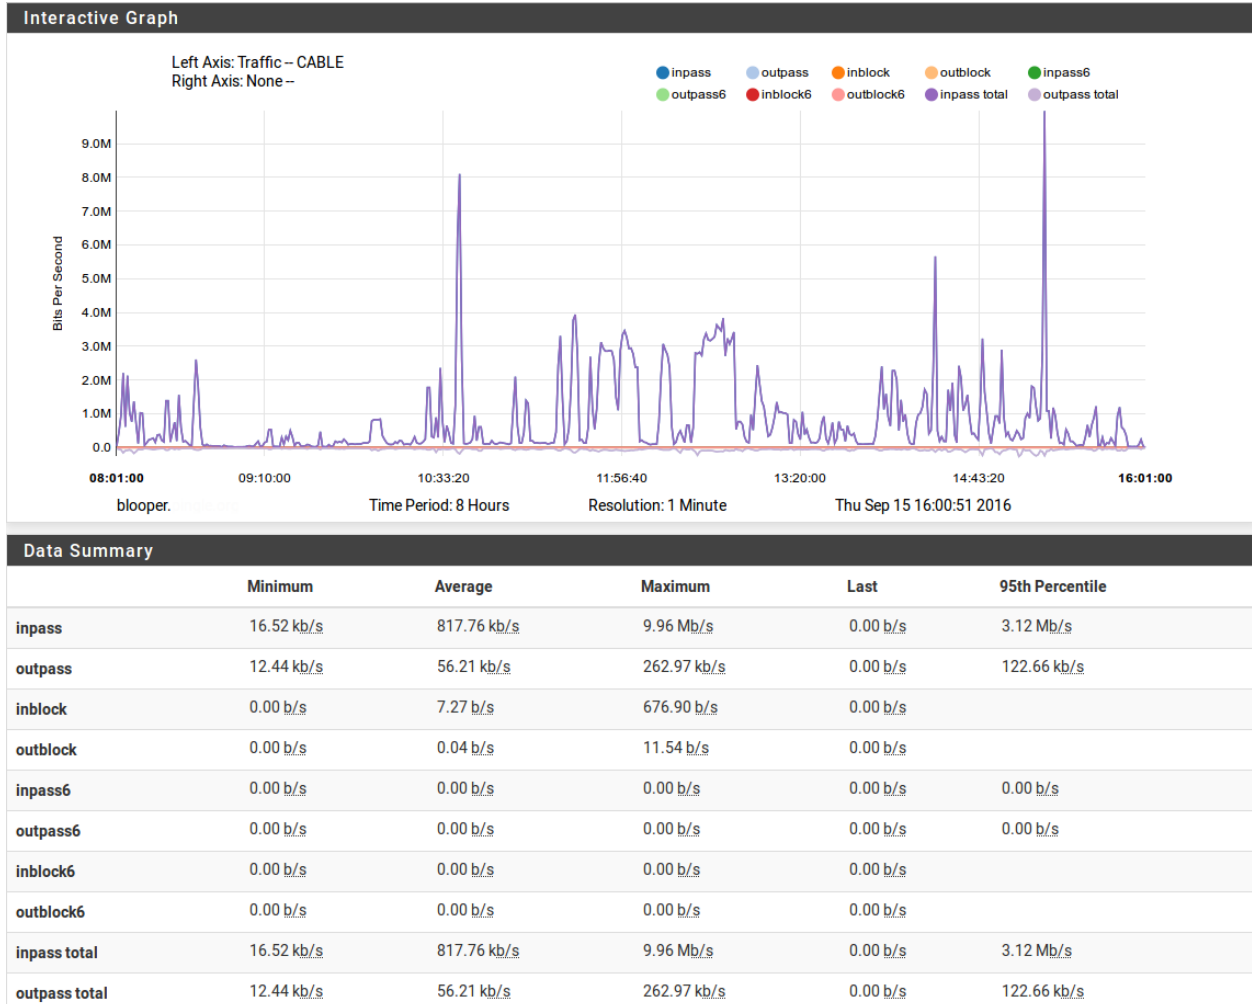 Interactive Graph
Left Axis: Traffic -- CABLE
Right Axis: None --
inpass outpass inblock outblock inpass6
outpass6 inblock6 outblock6 inpass total outpass total
Bits Per Second
9.0M
8.0M
7.0M
6.0M
5.0M
4.0M
3.0M
2.0M
1.0M
0.0
08:01:00 09:10:00 10:33:20 11:56:40 13:20:00 14:43:20 16:01:00
blooper. Time Period: 8 Hours Resolution: 1 Minute Thu Sep 15 16:00:51 2016
Data Summary
Minimum Average Maximum Last 95th Percentile
inpass 16.52 kb/s 817.76 kb/s 9.96 Mb/s 0.00 b/s 3.12 Mb/s
outpass 12.44 kb/s 56.21 kb/s 262.97 kb/s 0.00 b/s 122.66 kb/s
inblock 0.00 b/s 7.27 b/s 676.90 b/s 0.00 b/s
outblock 0.00 b/s 0.04 b/s 11.54 b/s 0.00 b/s
inpass6 0.00 b/s 0.00 b/s 0.00 b/s 0.00 b/s 0.00 b/s
outpass6 0.00 b/s 0.00 b/s 0.00 b/s 0.00 b/s 0.00 b/s
inblock6 0.00 b/s 0.00 b/s 0.00 b/s 0.00 b/s
outblock6 0.00 b/s 0.00 b/s 0.00 b/s 0.00 b/s
inpass total 16.52 kb/s 817.76 kb/s 9.96 Mb/s 0.00 b/s 3.12 Mb/s
outpass total 12.44 kb/s 56.21 kb/s 262.97 kb/s 0.00 b/s 122.66 kb/s